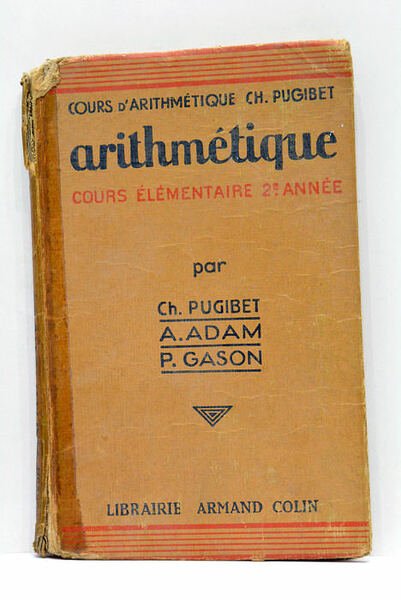 COURS D'ARITHMÉTIQUE CH. PUGIBET
arithmétique
COURS ÉLÉMENTAIRE 2e ANNÉE
par
Ch. PUGIBET
A. ADAM
P. GASON
LIBRAIRIE ARMAND COLIN